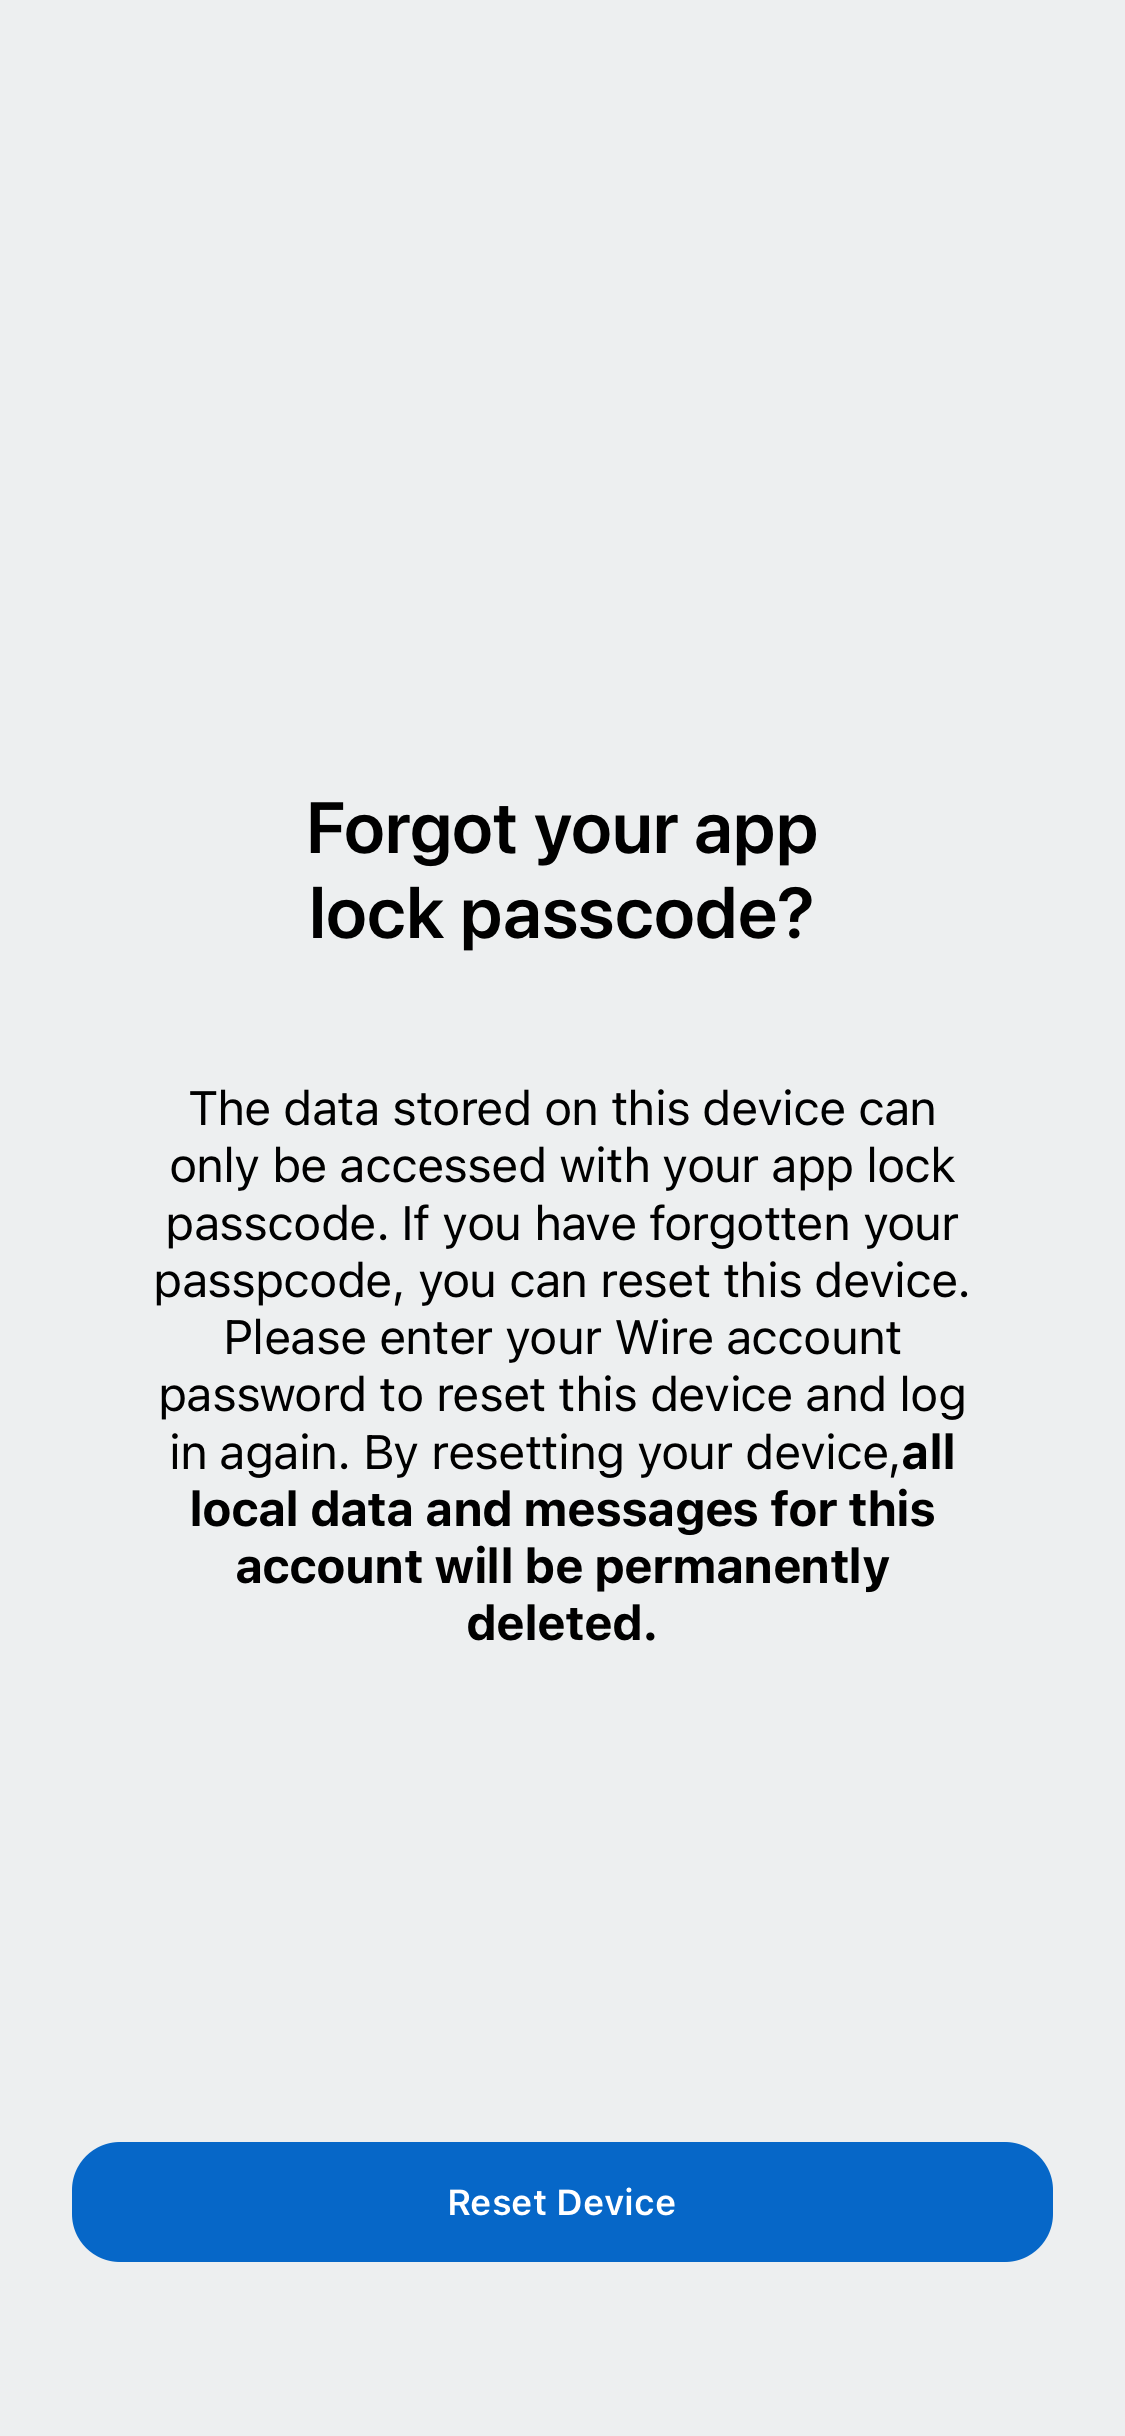 Forgot your app
lock passcode?
The data stored on this device can
only be accessed with your app lock
passcode. If you have forgotten your
passpcode, you can reset this device.
Please enter your Wire account
password to reset this device and log
in again. By resetting your device,all
local data and messages for this
account will be permanently
deleted.
Reset Device